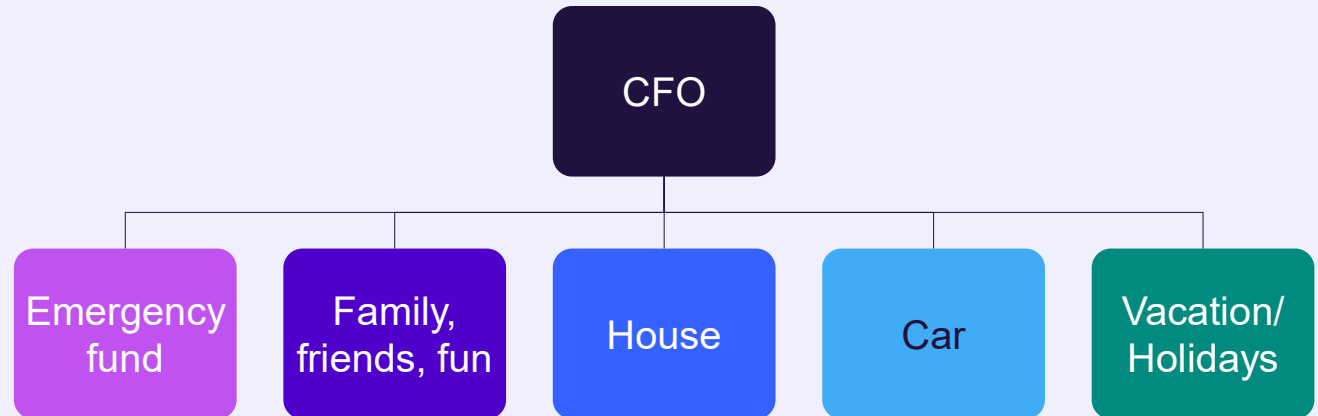 CFO
Emergency
fund
Family,
friends, fun
House
Car
Vacation/
Holidays